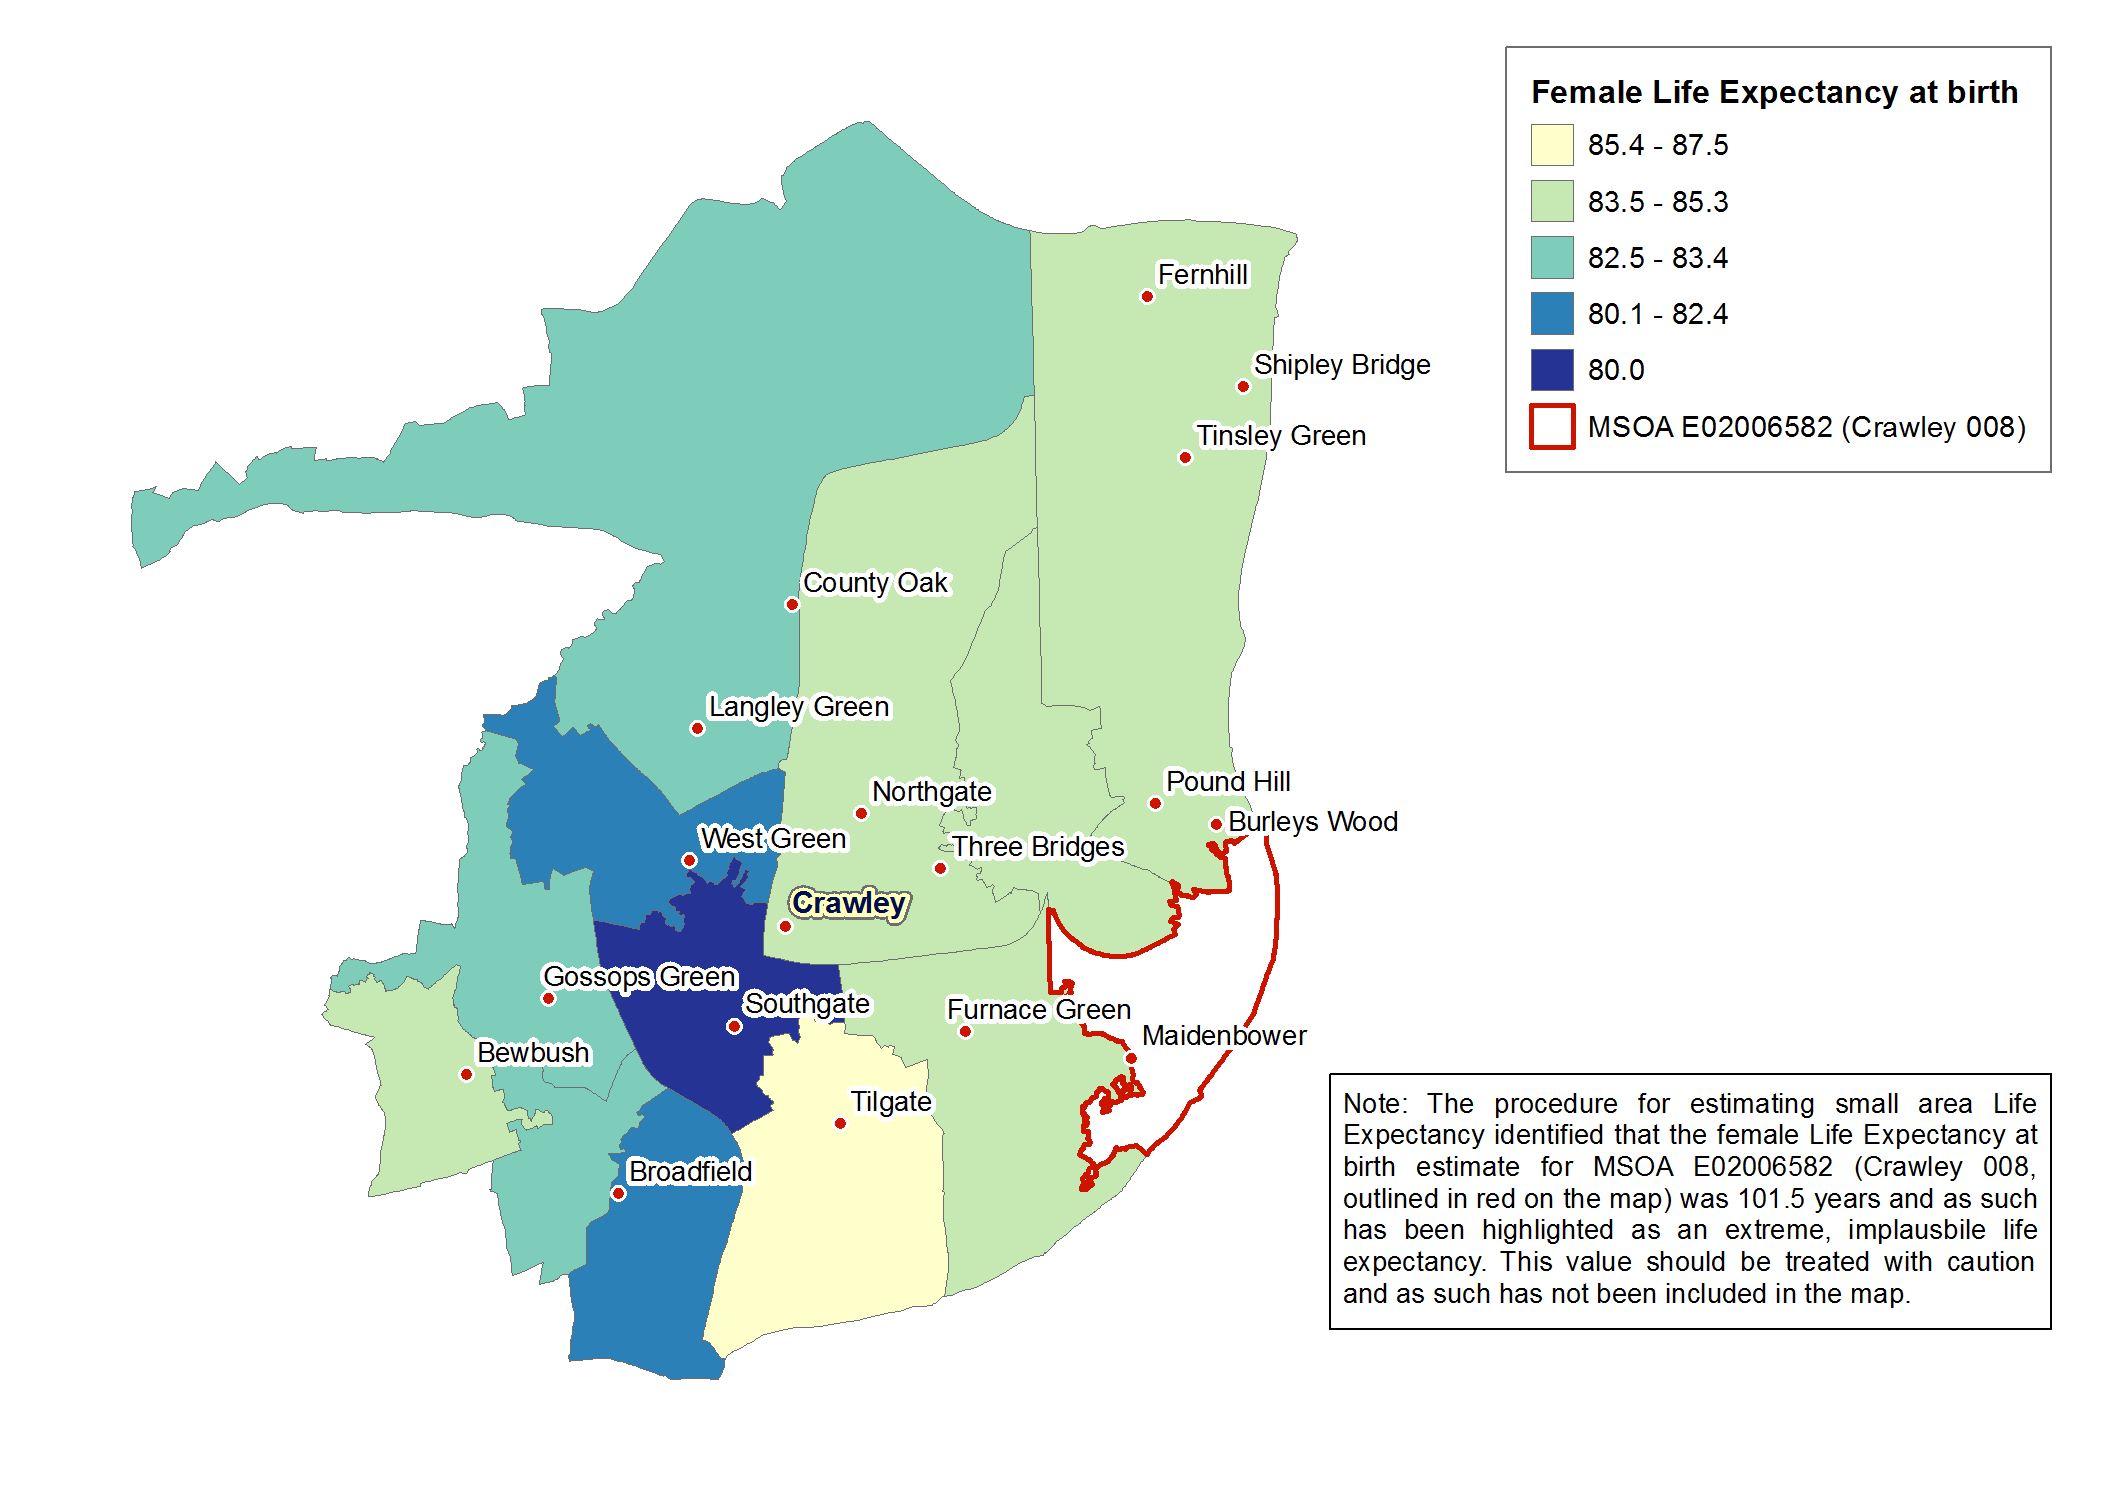 Female Life Expectancy at birth
85.4 - 87.5
83.5 - 85.3
82.5 - 83.4
80.1 - 82.4
80.0
MSOA E02006582 (Crawley 008)
Fernhill
Shipley Bridge
Tinsley Green
County Oak
Langley Green
Pound Hill
Northgate
Burleys Wood
West Green
Three Bridges
Crawley
Gossops Green
Southgate
Furnace Green
Maidenbower
Bewbush
Tilgate
Broadfield
Note: The procedure for estimating small area Life
Expectancy identified that the female Life Expectancy at
birth estimate for MSOA E02006582 (Crawley 008,
outlined in red on the map) was 101.5 years and as such
has been highlighted as an extreme, implausbile life
expectancy. This value should be treated with caution
and as such has not been included in the map.